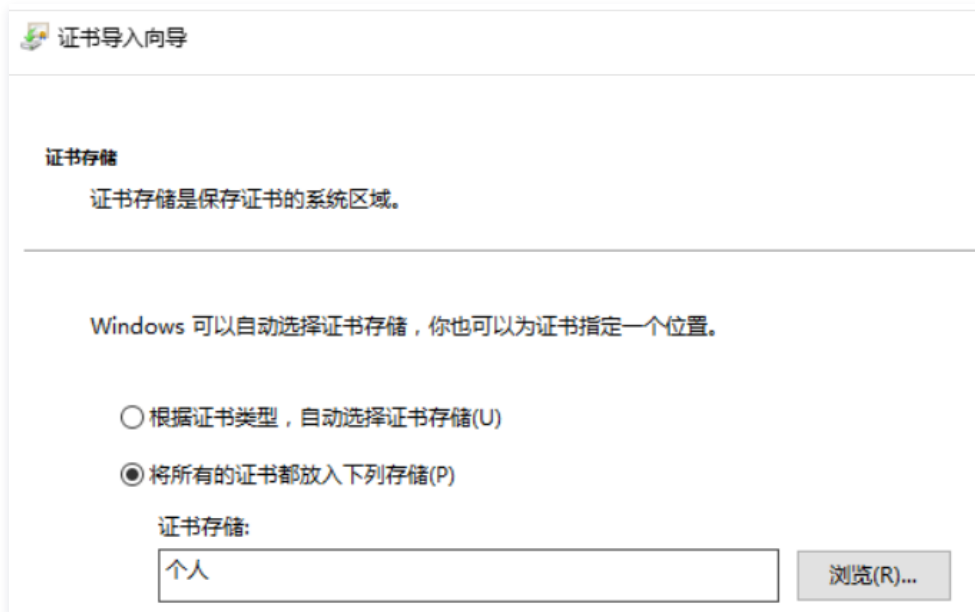 证书导入向导
证书存储
证书存储是保存证书的系统区域。
Windows 可以自动选择证书存储，你也可以为证书指定一个位置。
根据证书类型，自动选择证书存储(U)
将所有的证书都放入下列存储(P)
证书存储:
个人
浏览(R)...